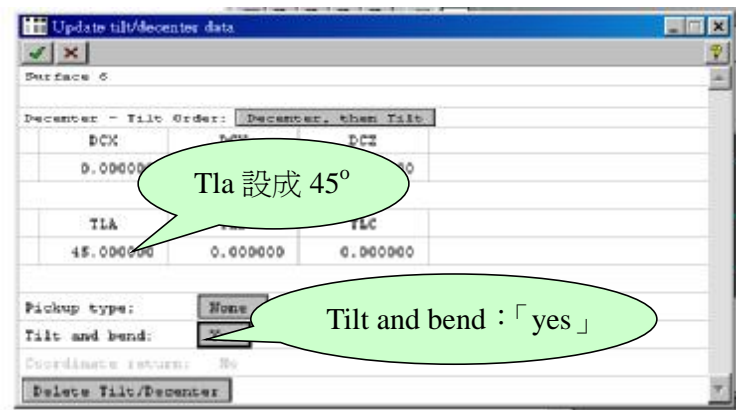 Update tilt/decenter data
Surface 6
Decenter - Tilt Order: Decenter, then Tilt
DCX DCZ
Tla 設成 45°
TLA TLC
45.000000 0.000000 0.000000
Pickup type: None
Tilt and bend:
Tilt and bend：「yes」
Coordinate return: No
Delete Tilt/Decenter